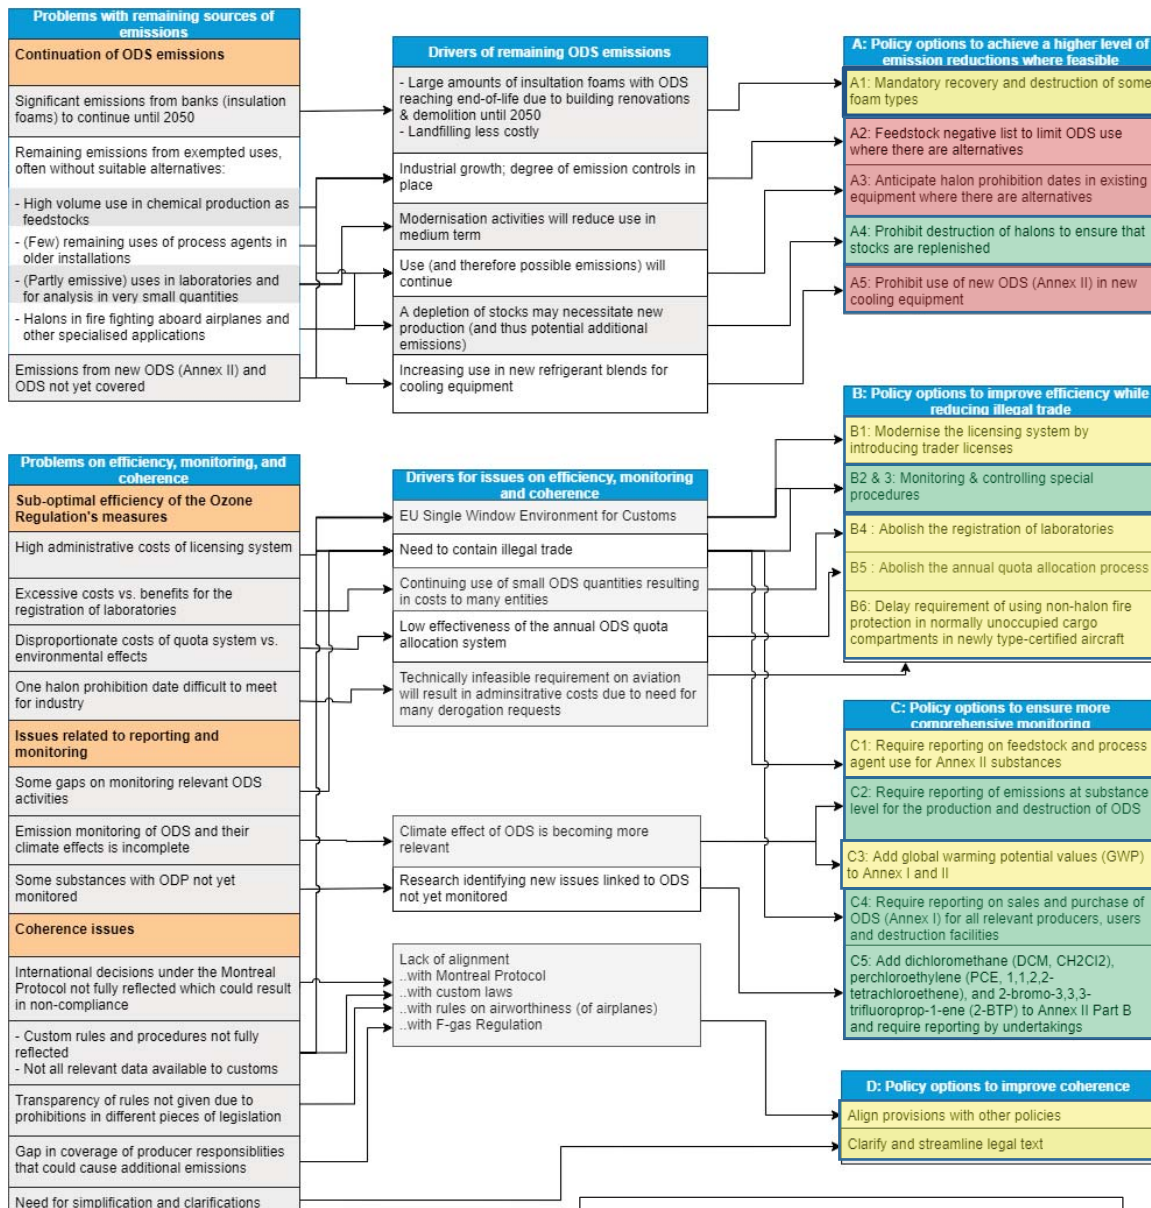 Problems with remaining sources of
emissions
Continuation of ODS emissions
Significant emissions from banks (insulation
foams) to continue until 2050
Remaining emissions from exempted uses,
often without suitable alternatives:
- High volume use in chemical production as
feedstocks
- (Few) remaining uses of process agents in
older installations
- (Partly emissive) uses in laboratories and
for analysis in very small quantities
- Halons in fire fighting aboard airplanes and
other specialised applications
Emissions from new ODS (Annex II) and
ODS not yet covered
Drivers of remaining ODS emissions
- Large amounts of insultation foams with ODS
reaching end-of-life due to building renovations
& demolition until 2050
- Landfilling less costly
Industrial growth; degree of emission controls in
place
Modernisation activities will reduce use in
medium term
Use (and therefore possible emissions) will
continue
A depletion of stocks may necessitate new
production (and thus potential additional
emissions)
Increasing use in new refrigerant blends for
cooling equipment
A: Policy options to achieve a higher level of
emission reductions where feasible
A1: Mandatory recovery and destruction of some
foam types
A2: Feedstock negative list to limit ODS use
where there are alternatives
A3: Anticipate halon prohibition dates in existing
equipment where there are alternatives
A4: Prohibit destruction of halons to ensure that
stocks are replenished
A5: Prohibit use of new ODS (Annex II) in new
cooling equipment
B: Policy options to improve efficiency while
reducing illegal trade
B1: Modernise the licensing system by
introducing trader licenses
B2 & 3: Monitoring & controlling special
procedures
B4 : Abolish the registration of laboratories
B5 : Abolish the annual quota allocation process
B6: Delay requirement of using non-halon fire
protection in normally unoccupied cargo
compartments in newly type-certified aircraft
Problems on efficiency, monitoring, and
coherence
Sub-optimal efficiency of the Ozone
Regulation's measures
High administrative costs of licensing system
Excessive costs vs. benefits for the
registration of laboratories
Disproportionate costs of quota system vs.
environmental effects
One halon prohibition date difficult to meet
for industry
Issues related to reporting and
monitoring
Some gaps on monitoring relevant ODS
activities
Emission monitoring of ODS and their
climate effects is incomplete
Some substances with ODP not yet
monitored
Coherence issues
International decisions under the Montreal
Protocol not fully reflected which could result
in non-compliance
- Custom rules and procedures not fully
reflected
- Not all relevant data available to customs
Transparency of rules not given due to
prohibitions in different pieces of legislation
Gap in coverage of producer responsiblities
that could cause additional emissions
Need for simplification and clarifications
Drivers for issues on efficiency, monitoring
and coherence
EU Single Window Environment for Customs
Need to contain illegal trade
Continuing use of small ODS quantities resulting
in costs to many entities
Low effectiveness of the annual ODS quota
allocation system
Technically infeasible requirement on aviation
will result in adminsitrative costs due to need for
many derogation requests
Climate effect of ODS is becoming more
relevant
Research identifying new issues linked to ODS
not yet monitored
Lack of alignment
..with Montreal Protocol
..with custom laws
..with rules on airworthiness (of airplanes)
..with F-gas Regulation
C: Policy options to ensure more
comprehensive monitoring
C1: Require reporting on feedstock and process
agent use for Annex II substances
C2: Require reporting of emissions at substance
level for the production and destruction of ODS
C3: Add global warming potential values (GWP)
to Annex I and II
C4: Require reporting on sales and purchase of
ODS (Annex I) for all relevant producers, users
and destruction facilities
C5: Add dichloromethane (DCM, CH2Cl2),
perchloroethylene (PCE, 1,1,2,2-
tetrachloroethene), and 2-bromo-3,3,3-
trifluoroprop-1-ene (2-BTP) to Annex II Part B
and require reporting by undertakings
D: Policy options to improve coherence
Align provisions with other policies
Clarify and streamline legal text